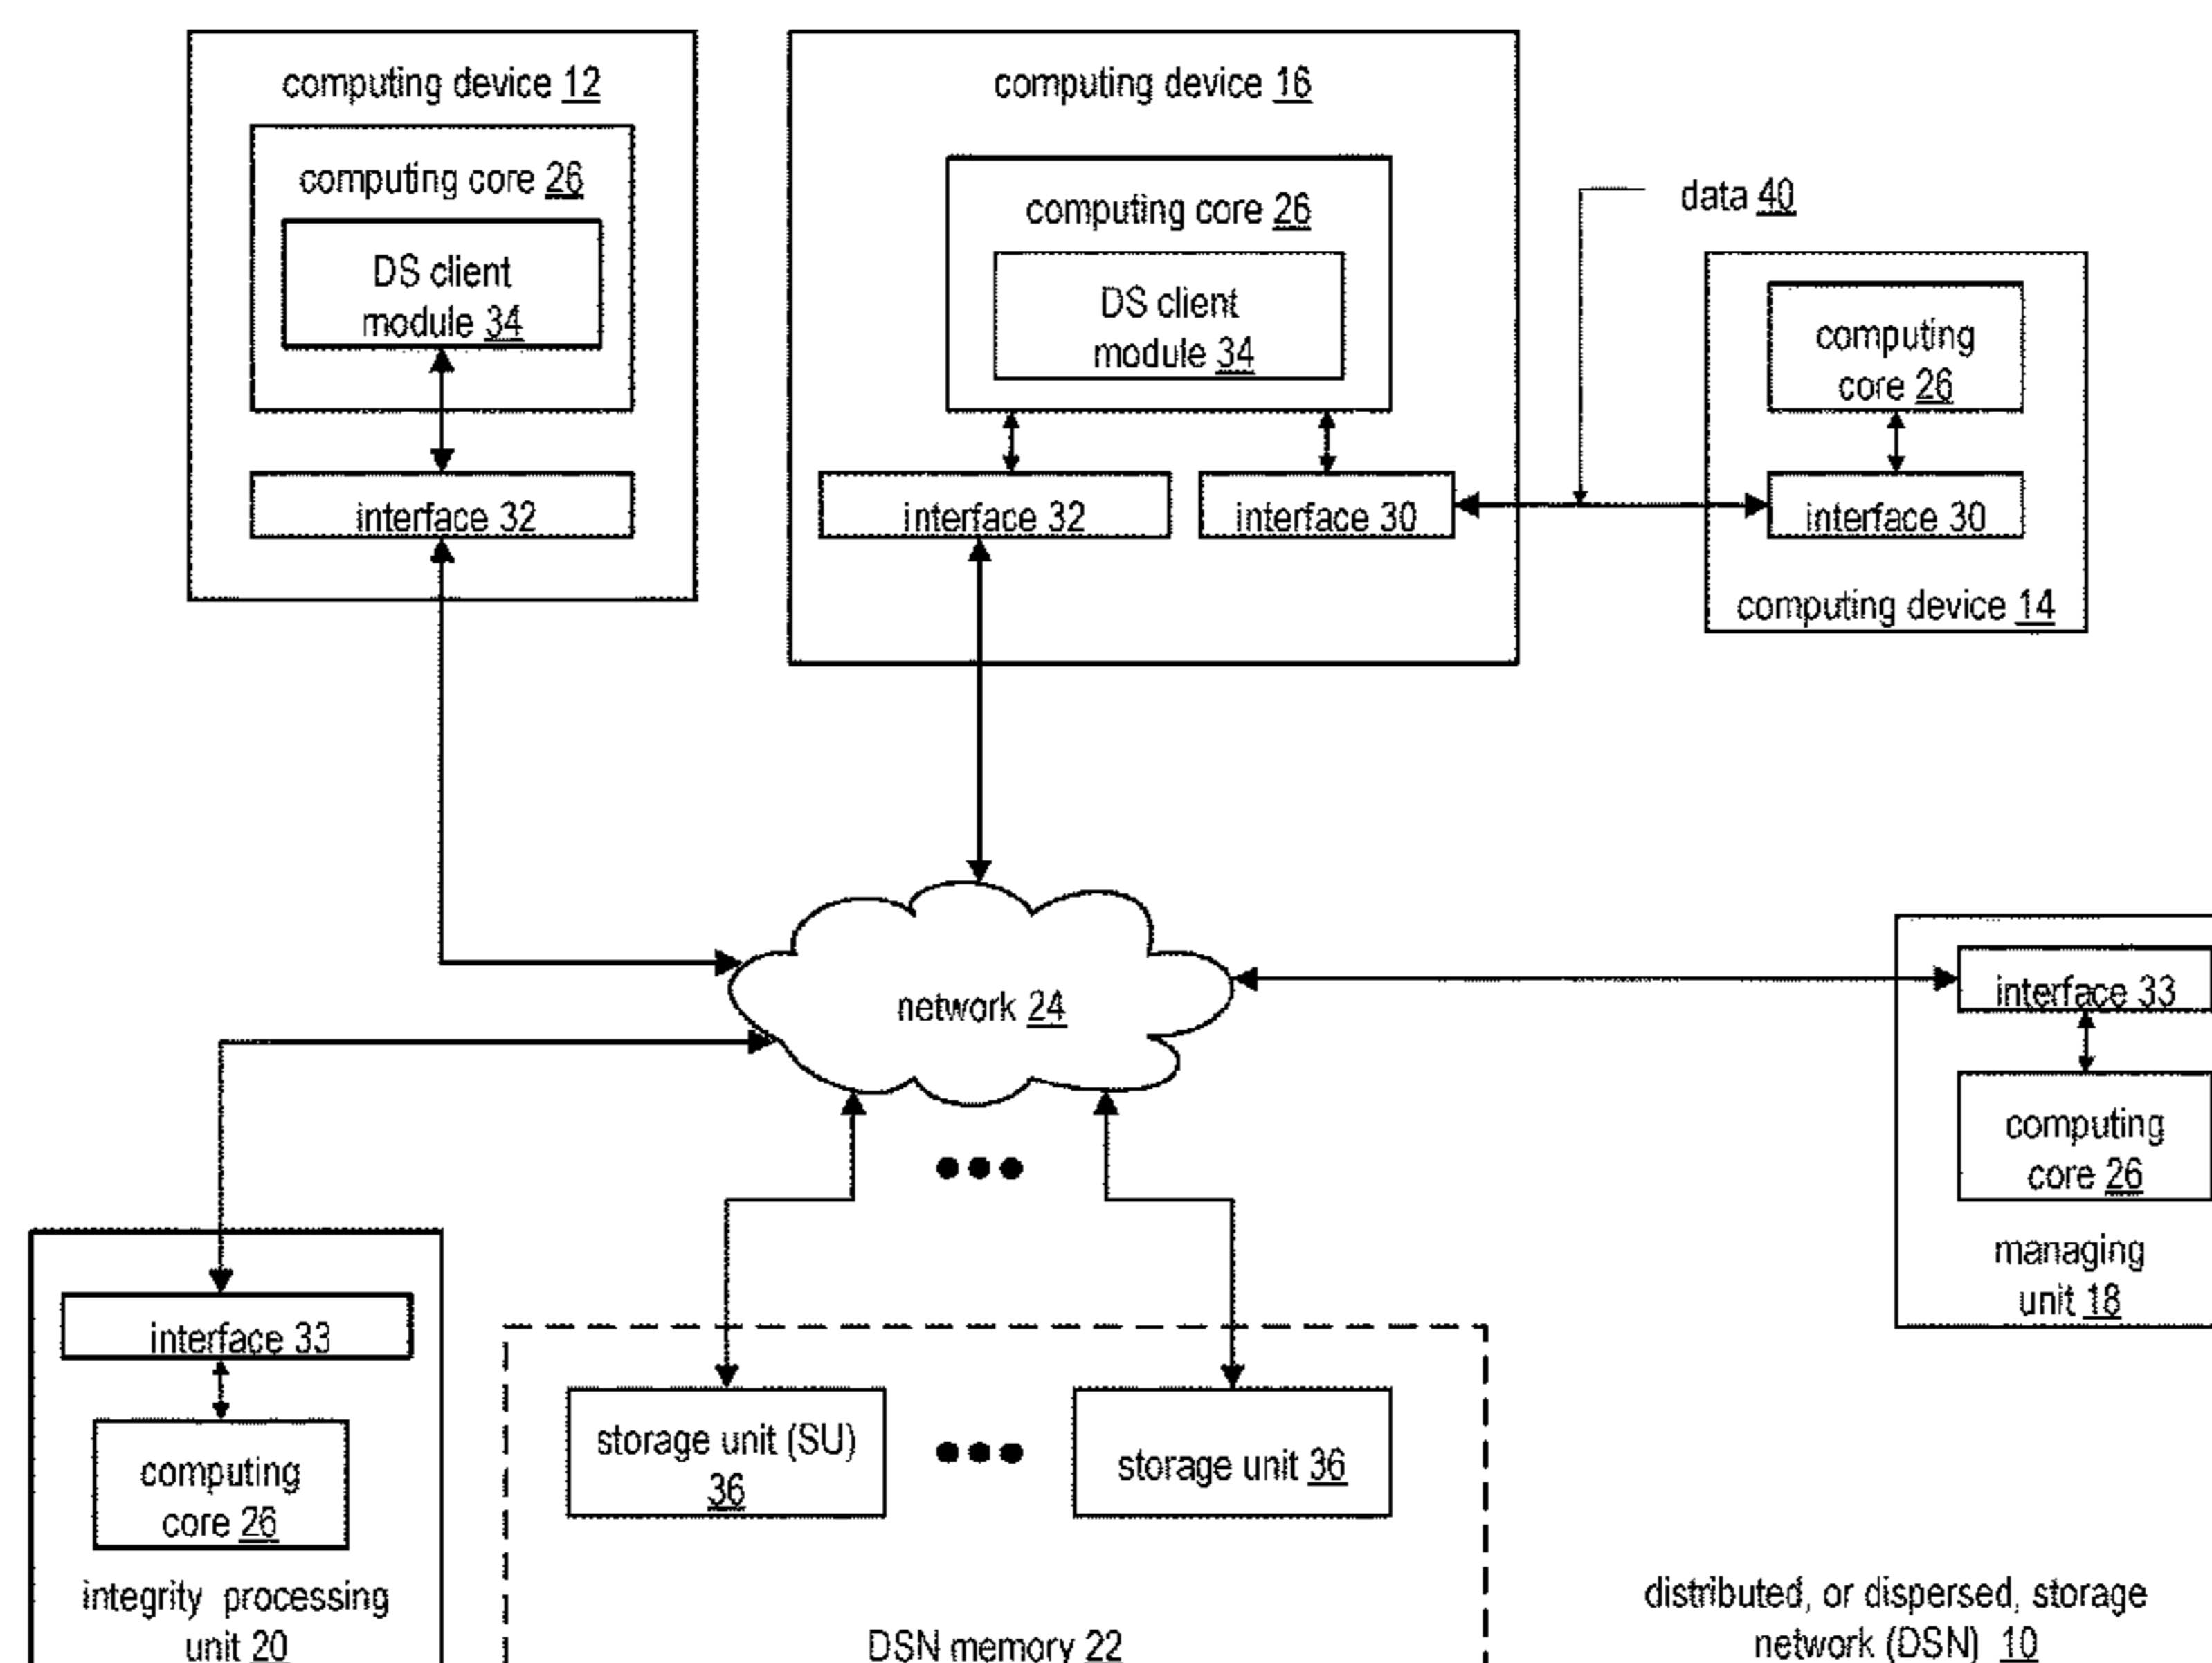 computing device 12
computing core 26
DS client
module 34
interface 32
computing device 16
computing core 26
DS client
module 34
interface 32
interface 30
data 40
computing
core 26
interface 30
computing device 14
network 24
interface 33
computing
core 26
managing
unit 18
interface 33
computing
core 26
integrity processing
unit 20
storage unit (SU)
36
storage unit 36
DSN memory 22
distributed, or dispersed, storage
network (DSN) 10